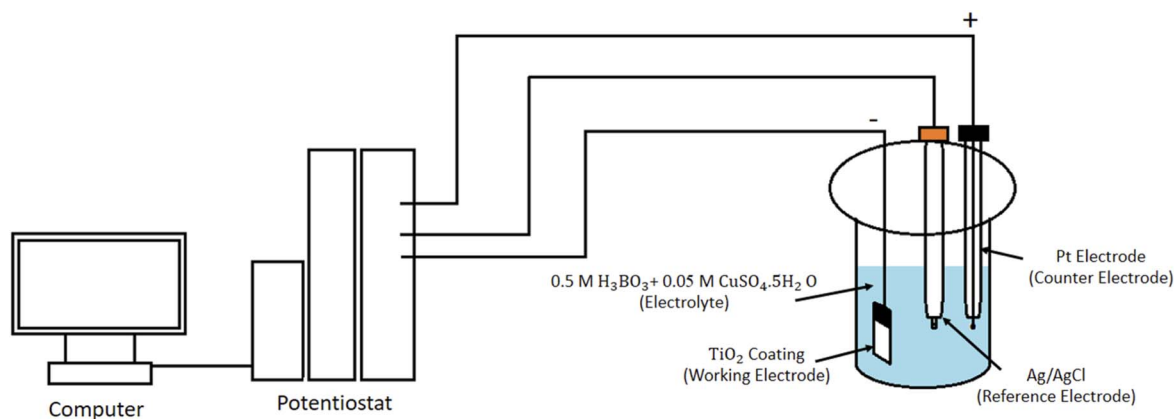 +
-
0.5 M H₃BO₃+ 0.05 M CuSO₄.5H₂ O
(Electrolyte)
Pt Electrode
(Counter Electrode)
TiO₂ Coating
(Working Electrode)
Ag/AgCl
(Reference Electrode)
Computer
Potentiostat